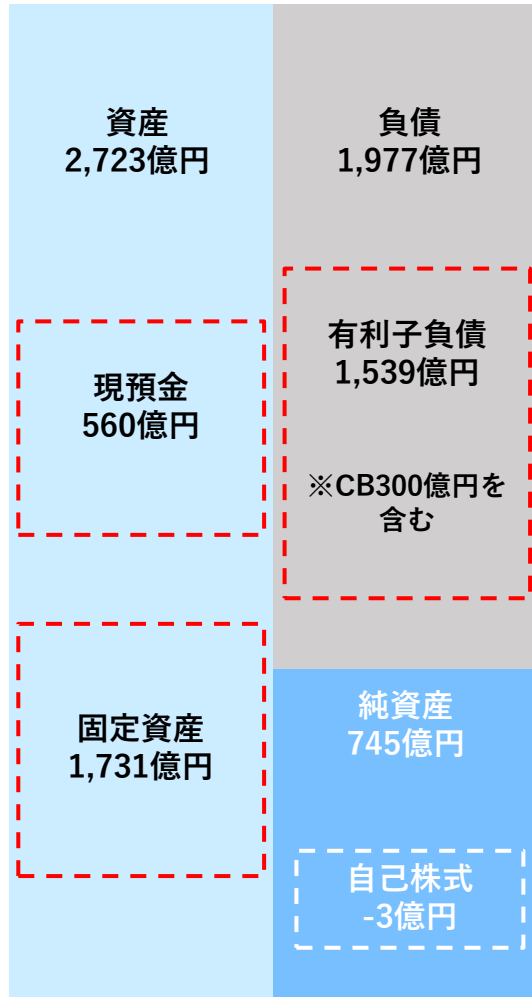 資産
2,723億円
現預金
560億円
固定資産
1,731億円
負債
1,977億円
有利子負債
1,539億円
※CB300億円を
含む
純資産
745億円
自己株式
-3億円